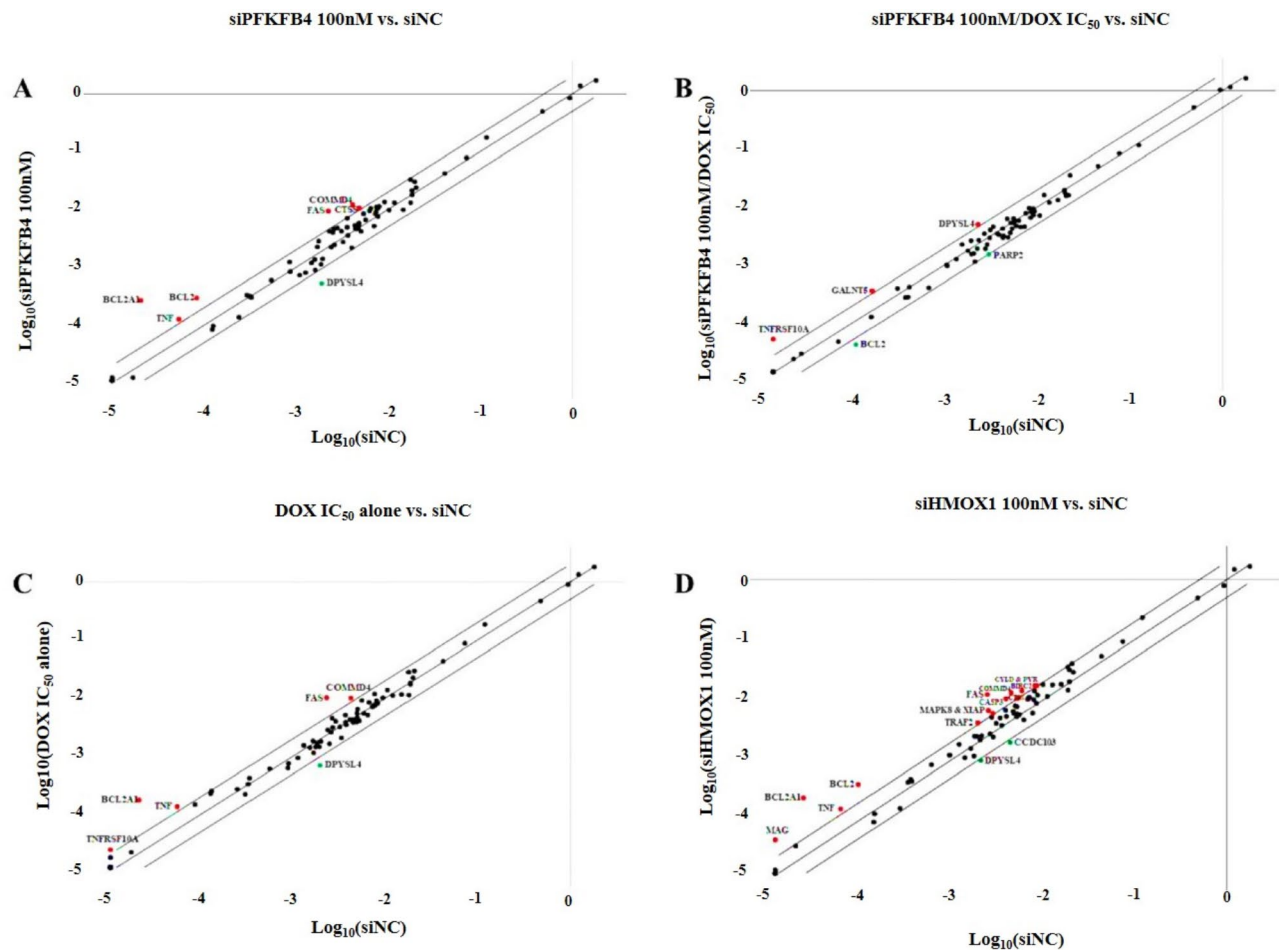 siPFKFB4 100nM vs. siNC
siPFKFB4 100nM/DOX IC50 vs. siNC
A
Log10(siPFKFB4 100nM)
0
-1
-2
-3
-4
-5
COMMD4
FAS
CTSS
DPYSL4
BCL2A1
BCL2
TNF
-5
-4
-3
-2
-1
0
Log10(siNC)
B
Log10(siPFKFB4 100nM/DOX IC50)
0
-1
-2
-3
-4
-5
DPYSL4
PARP2
GALNT5
TNFRSF10A
BCL2
-5
-4
-3
-2
-1
0
Log10(siNC)
DOX IC50 alone vs. siNC
siHMOX1 100nM vs. siNC
C
Log10(DOX IC50 alone)
0
-1
-2
-3
-4
-5
COMMD4
FAS
DPYSL4
BCL2A1
TNF
TNFRSF10A
-5
-4
-3
-2
-1
0
Log10(siNC)
D
Log10(siHMOX1 100nM)
0
-1
-2
-3
-4
-5
CYLD & PVR
COMMD4
BIRC2
FAS
CASP3
MAPK8 & XIAP
TRAF2
CCDC103
DPYSL4
BCL2
BCL2A1
TNF
MAG
-5
-4
-3
-2
-1
0
Log10(siNC)